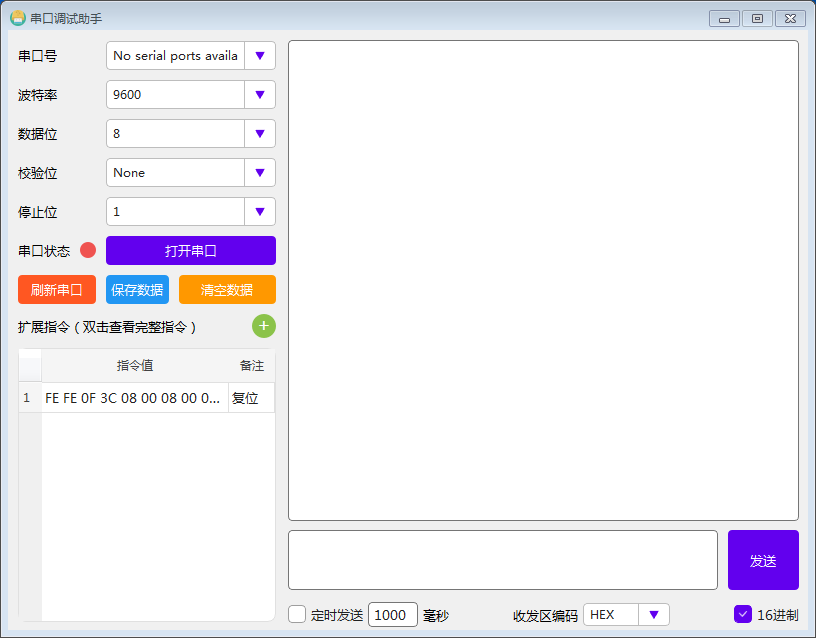 串口调试助手
串口号 No serial ports availa
波特率 9600
数据位 8
校验位 None
停止位 1
串口状态 打开串口
刷新串口 保存数据 清空数据
扩展指令（双击查看完整指令）
指令值 备注
1 FE FE 0F 3C 08 00 08 00 0... 复位
发送
定时发送 1000 毫秒 收发区编码 HEX 16进制